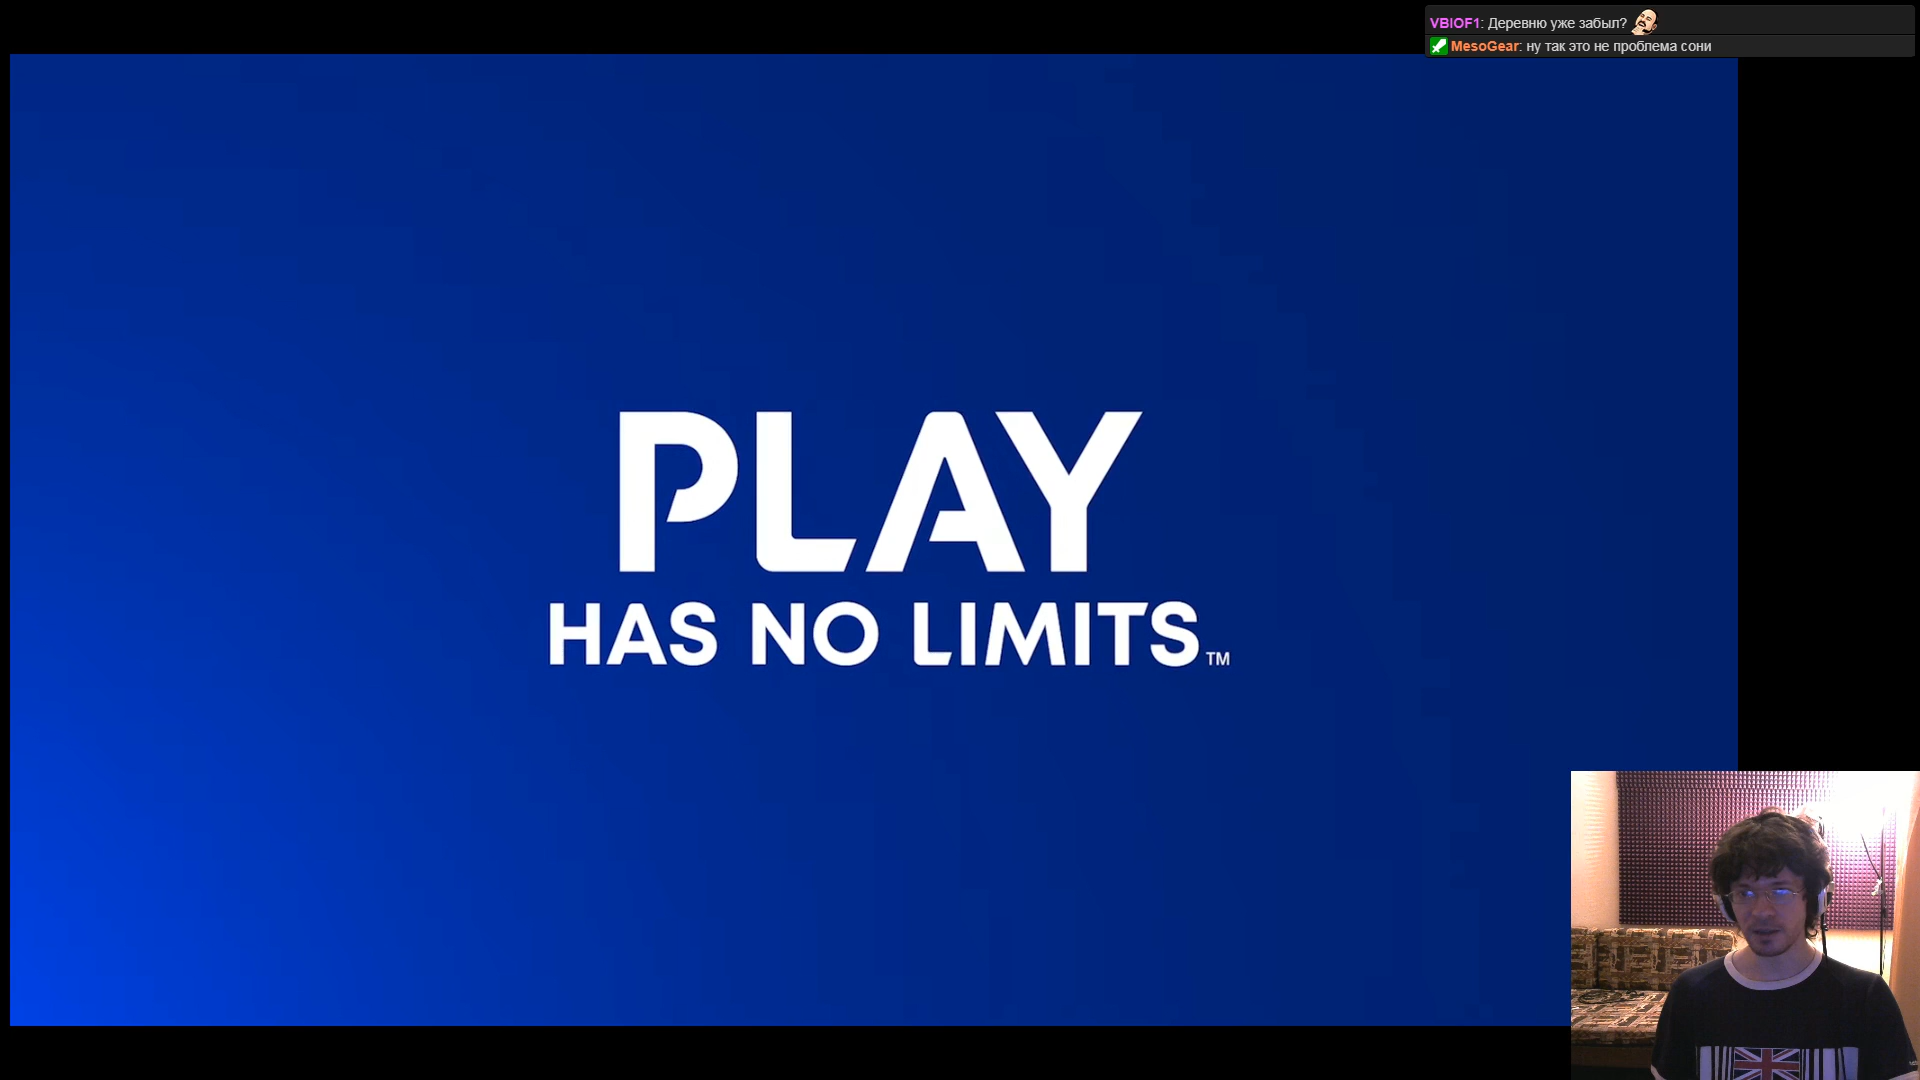 VBIOF1: Деревню уже забыл?
MesoGear: ну так это не проблема сони
PLAY
HAS NO LIMITS™